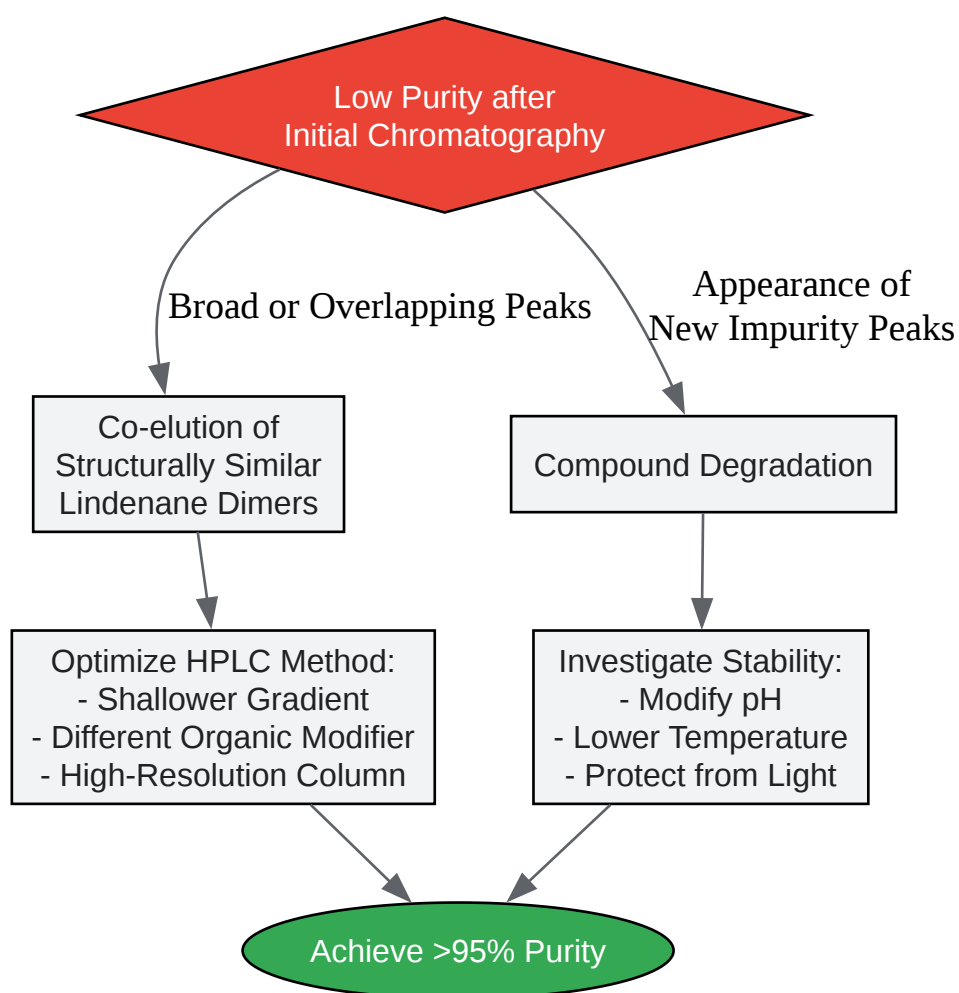 Low Purity after
Initial Chromatography
Broad or Overlapping Peaks
Appearance of
New Impurity Peaks
Co-elution of
Structurally Similar
Lindenane Dimers
Compound Degradation
Optimize HPLC Method:
- Shallower Gradient
- Different Organic Modifier
- High-Resolution Column
Investigate Stability:
- Modify pH
- Lower Temperature
- Protect from Light
Achieve >95% Purity